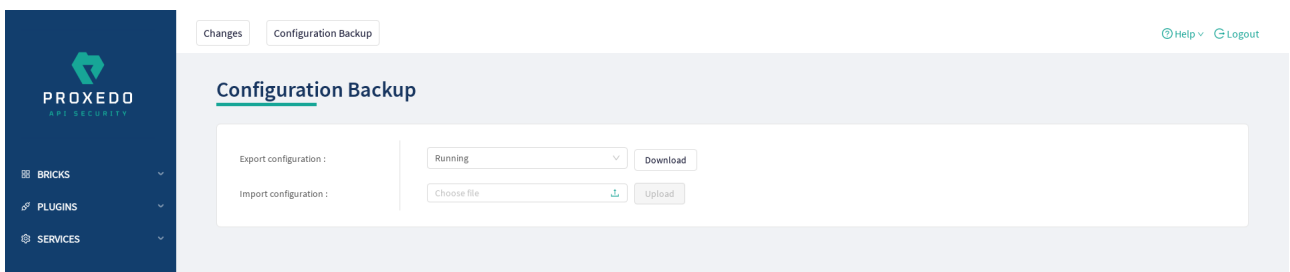 Changes
Configuration Backup
Help
Logout
PROXEDO
API SECURITY
Configuration Backup
Export configuration :
Running
Download
Import configuration :
Choose file
Upload
BRICKS
PLUGINS
SERVICES